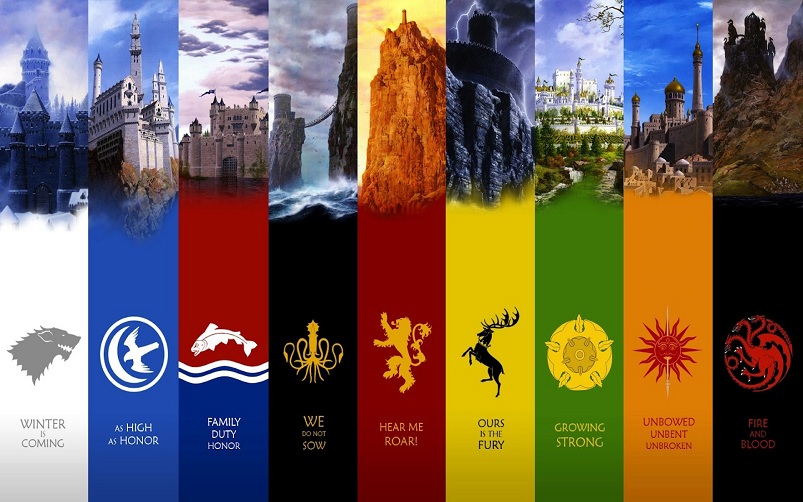 WINTER
IS
COMING
AS HIGH
AS HONOR
FAMILY
DUTY
HONOR
WE
DO NOT
SOW
HEAR ME
ROAR!
OURS
IS THE
FURY
GROWING
STRONG
UNBOWED
UNBENT
UNBROKEN
FIRE
AND
BLOOD